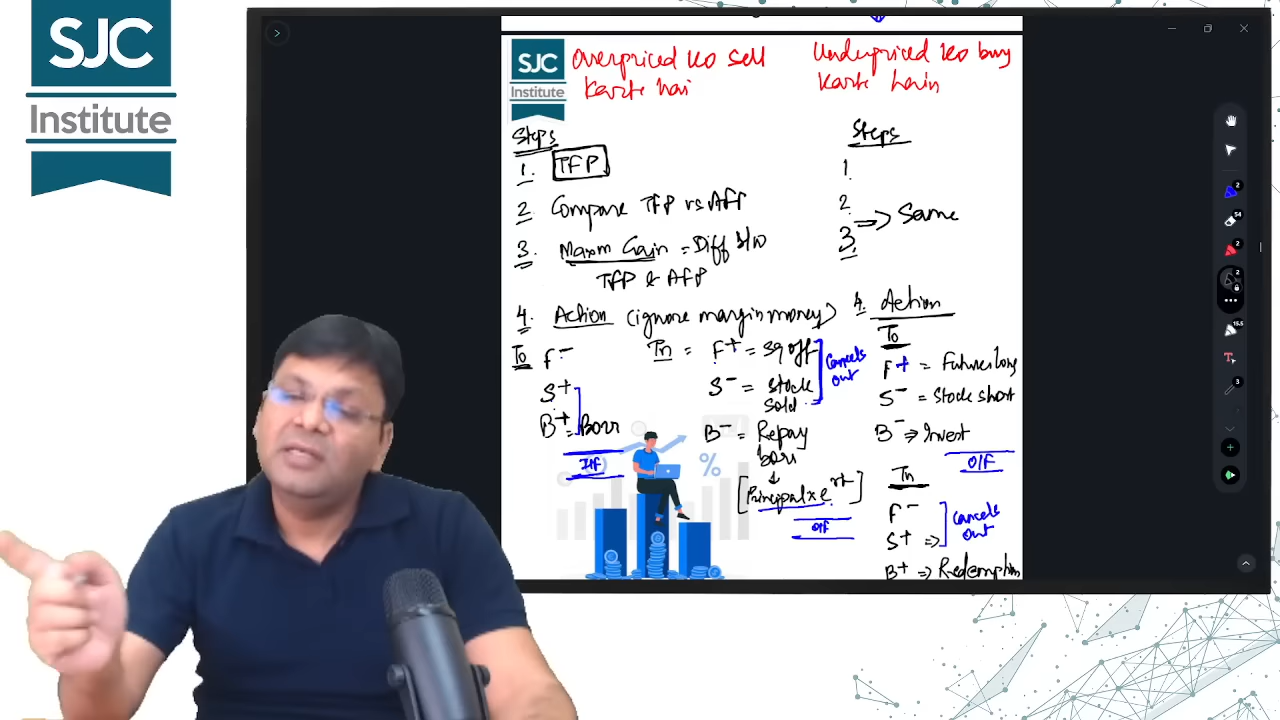 SJC
Institute
SJC
Institute
Overpriced ko sell
karte hai
Steps
1. TFP
2. Compare TFP vs AFP
3. Maxm Gain = Diff b/w
TFP & AFP
4. Action (ignore margin money)
To F-
S+
B+ = Borr
IF
Tn = F+ = sq off
S- = Stock
sold
Cancels
out
B- = Repay
borr
[Principal x e^rt]
O/F
Underpriced ko buy
karte hain
Steps
1.
2.
3.
=> Same
4. Action
To
F+ = Future long
S- = Stock short
B- => Invest
O/F
Tn
F-
S+ =>
Cancels
out
B+ => Redemption
%